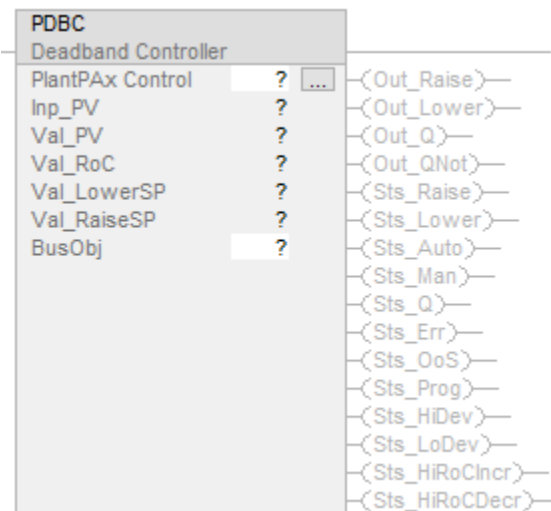 PDBC
Deadband Controller
PlantPAx Control ? ... (Out_Raise)
Inp_PV ? (Out_Lower)
Val_PV ? (Out_Q)
Val_RoC ? (Out_QNot)
Val_LowerSP ? (Sts_Raise)
Val_RaiseSP ? (Sts_Lower)
BusObj ? (Sts_Auto)
(Sts_Man)
(Sts_Q)
(Sts_Err)
(Sts_OoS)
(Sts_Prog)
(Sts_HiDev)
(Sts_LoDev)
(Sts_HiRoCIncr)
(Sts_HiRoCDecr)